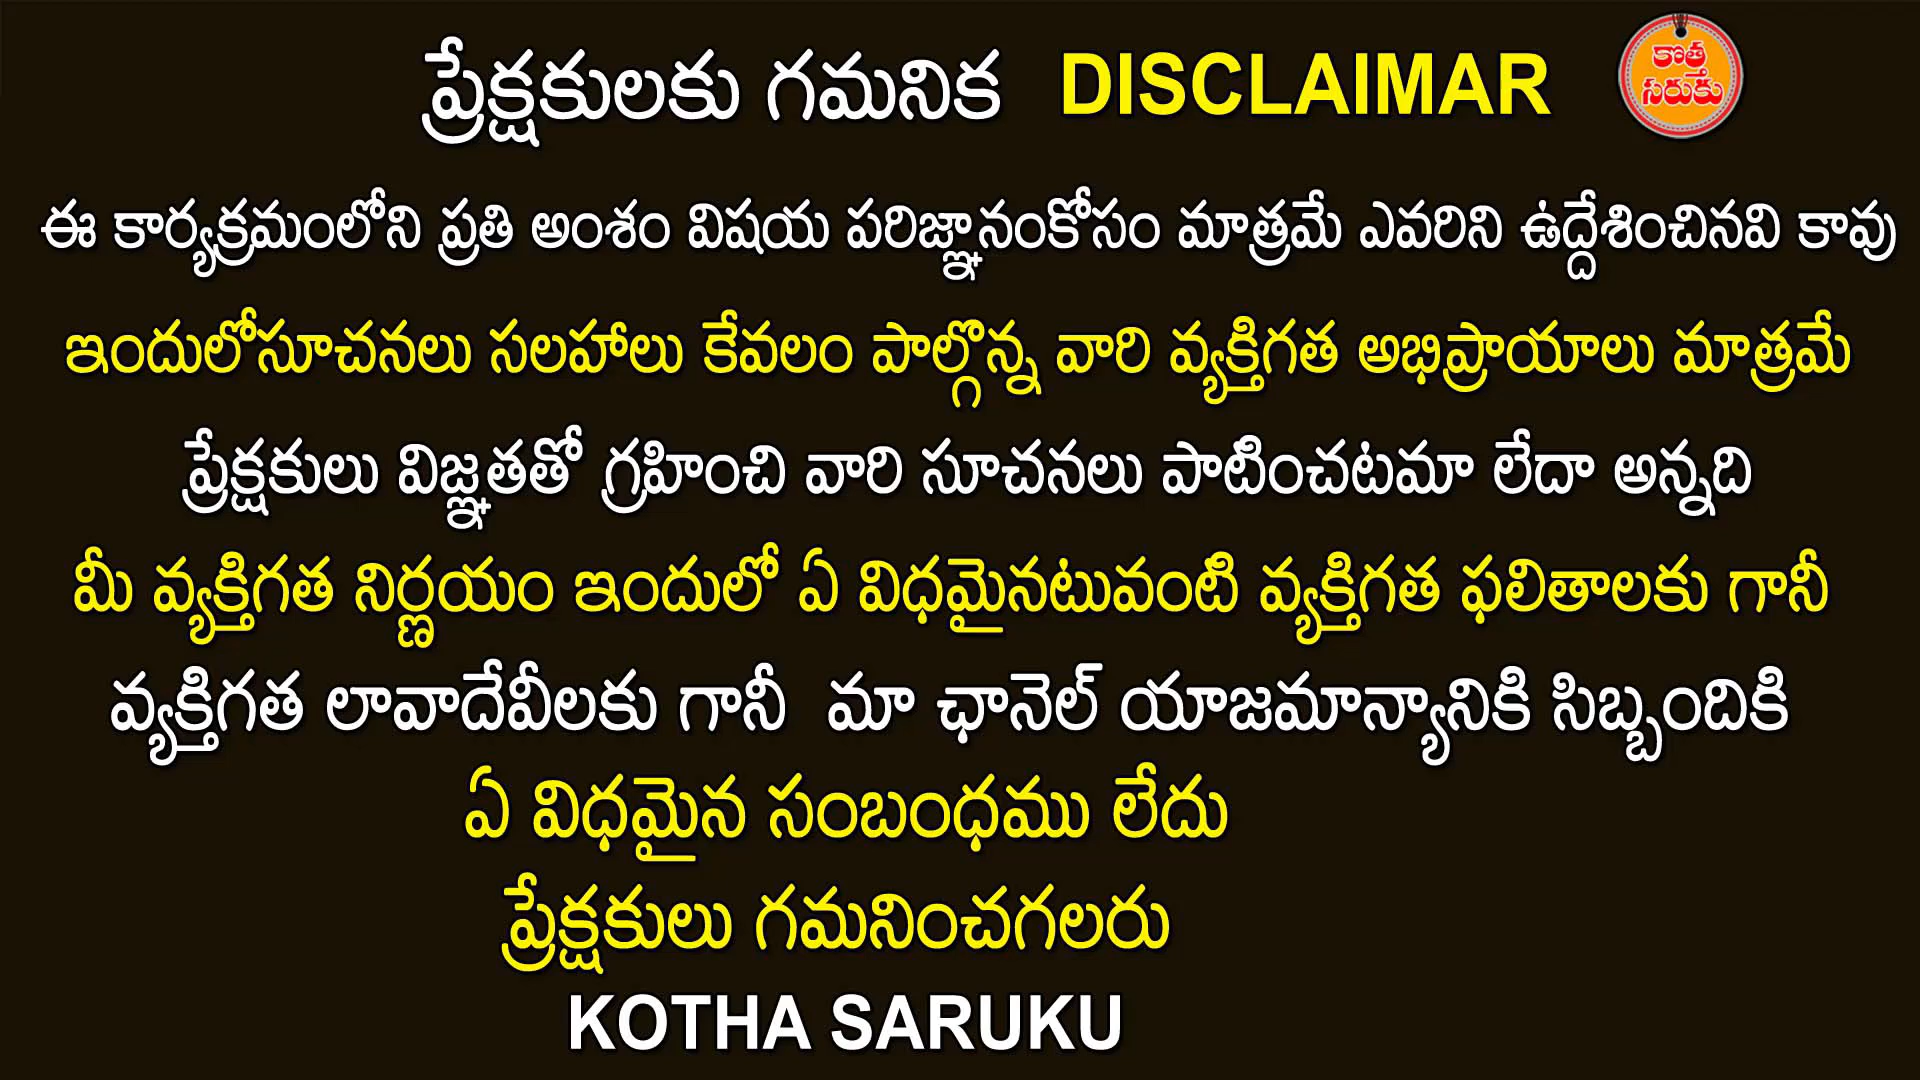 ప్రేక్షకులకు గమనిక DISCLAIMAR
కొత్త
సరుకు
ఈ కార్యక్రమంలోని ప్రతి అంశం విషయ పరిజ్ఞానంకోసం మాత్రమే ఎవరిని ఉద్దేశించినవి కావు
ఇందులోసూచనలు సలహాలు కేవలం పాల్గొన్న వారి వ్యక్తిగత అభిప్రాయాలు మాత్రమే
ప్రేక్షకులు విజ్ఞతతో గ్రహించి వారి సూచనలు పాటించటమా లేదా అన్నది
మీ వ్యక్తిగత నిర్ణయం ఇందులో ఏ విధమైనటువంటి వ్యక్తిగత ఫలితాలకు గానీ
వ్యక్తిగత లావాదేవీలకు గానీ మా ఛానెల్ యాజమాన్యానికి సిబ్బందికి
ఏ విధమైన సంబంధము లేదు
ప్రేక్షకులు గమనించగలరు
KOTHA SARUKU